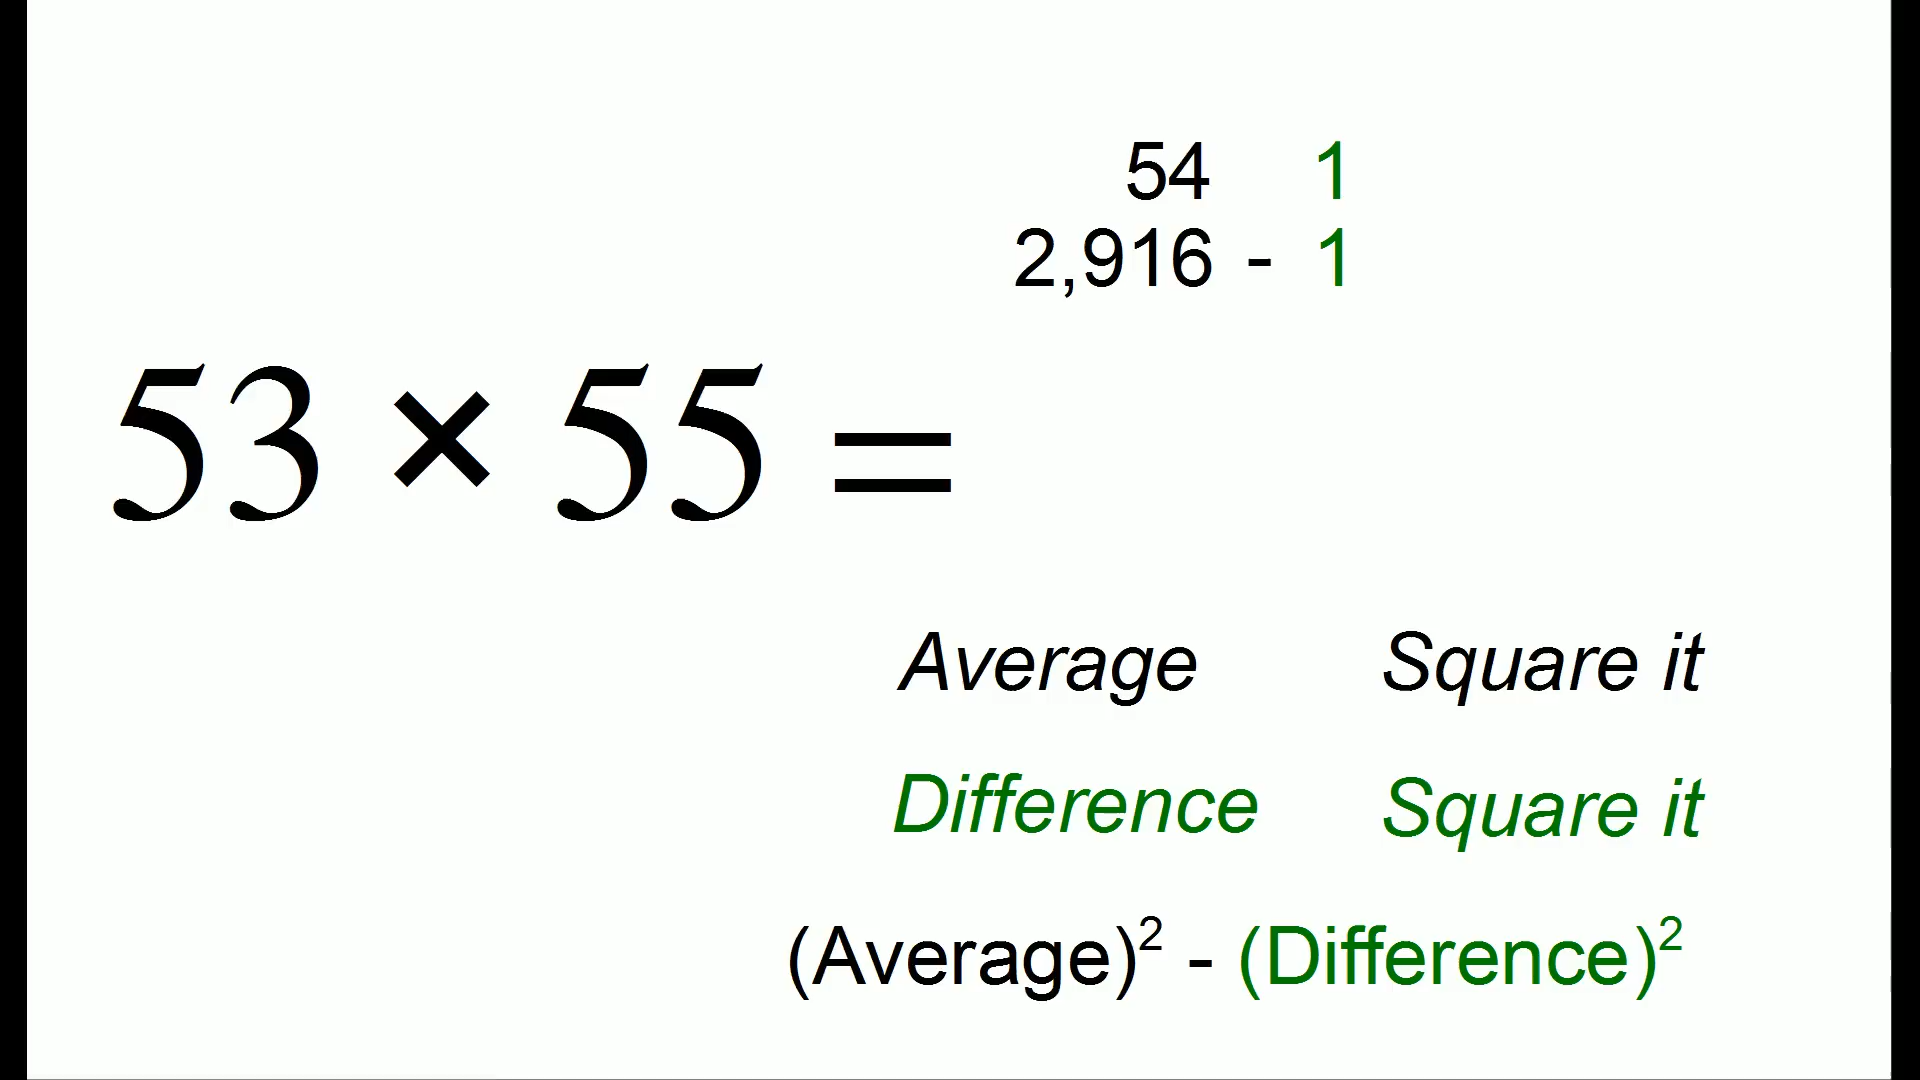 54 1
2,916 - 1
53 × 55 =
Average Square it
Difference Square it
(Average)² - (Difference)²